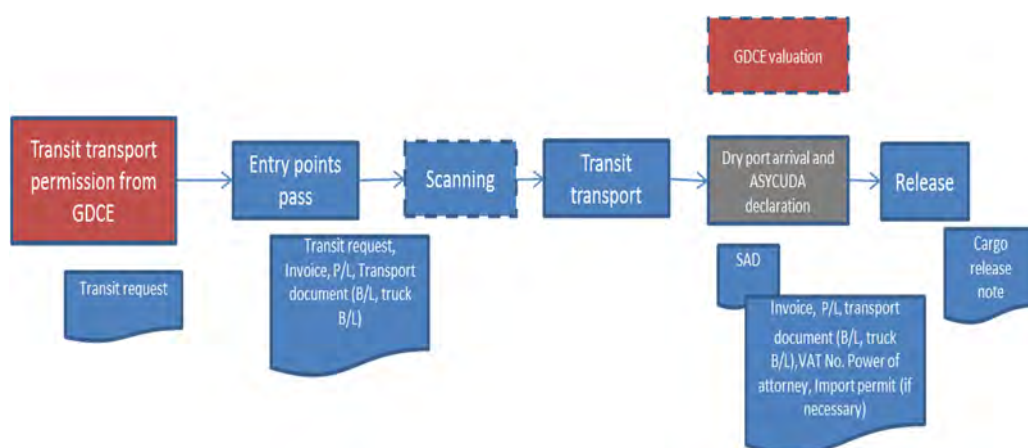 GDCE valuation
Transit transport
permission from
GDCE
Entry points
pass
Scanning
Transit
transport
Dry port arrival and
ASYCUDA
declaration
Release
Transit request
Transit request,
Invoice, P/L, Transport
document (B/L, truck
B/L)
SAD
Invoice, P/L, transport
document (B/L, truck
B/L),VAT No. Power of
attorney, Import permit (if
necessary)
Cargo
release
note